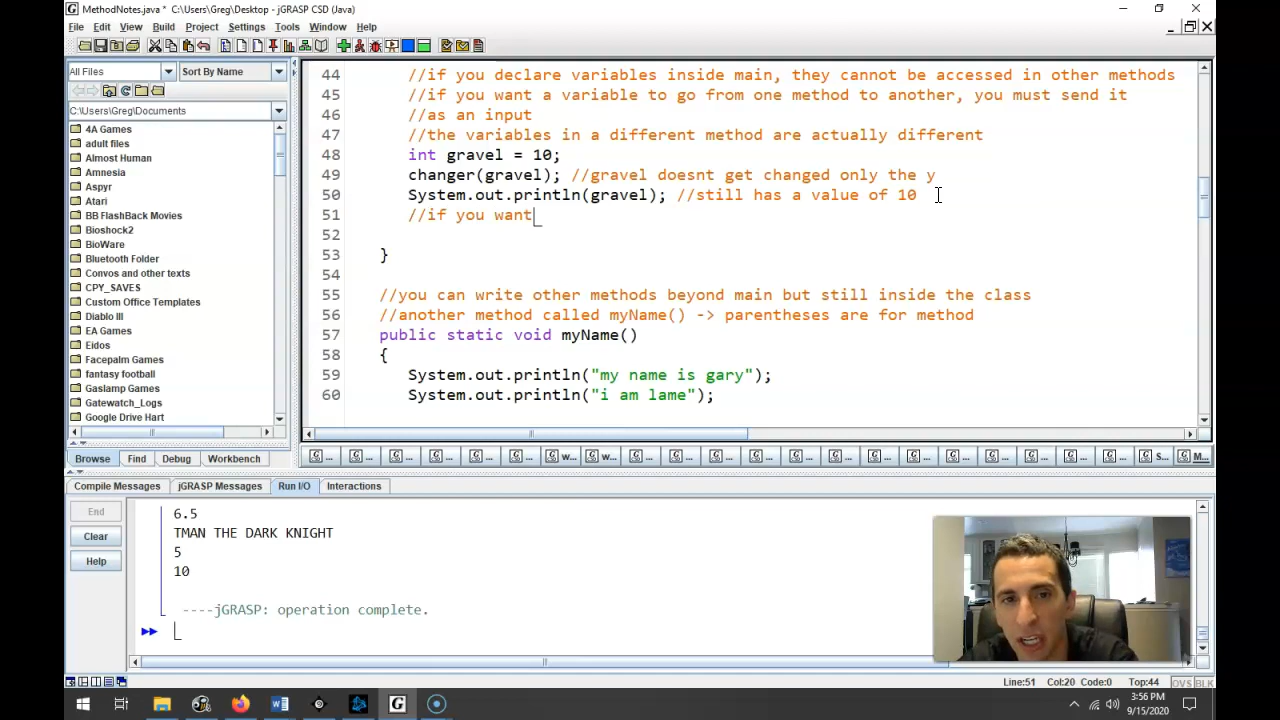 MethodNotes.java * C:\Users\Greg\Desktop - jGRASP CSD (Java)
File Edit View Build Project Settings Tools Window Help
All Files Sort By Name
C:\Users\Greg\Documents
4A Games
adult files
Almost Human
Amnesia
Aspyr
BB FlashBack Movies
Bioshock2
BioWare
Bluetooth Folder
Convos and other texts
CPY_SAVES
Custom Office Templates
Diablo III
EA Games
Eidos
Facepalm Games
fantasy football
Gaslamp Games
Gatewatch_Logs
Google Drive Hart
Browse Find Debug Workbench
44 //if you declare variables inside main, they cannot be accessed in other methods
45 //if you want a variable to go from one method to another, you must send it
46 //as an input
47 //the variables in a different method are actually different
48 int gravel = 10;
49 changer(gravel); //gravel doesnt get changed only the y
50 System.out.println(gravel); //still has a value of 10
51 //if you want
52
53 }
54
55 //you can write other methods beyond main but still inside the class
56 //another method called myName() -> parentheses are for method
57 public static void myName()
58 {
59 System.out.println("my name is gary");
60 System.out.println("i am lame");
... ... ... ... ... ... w... w... ... ... ... ... ... ... ... ... ... ... ... ... ... S... M...
Compile Messages jGRASP Messages Run I/O Interactions
End
Clear
Help
6.5
TMAN THE DARK KNIGHT
5
10
----jGRASP: operation complete.
Line:51 Col:20 Code:0 Top:44 OVS BLK
3:56 PM
9/15/2020